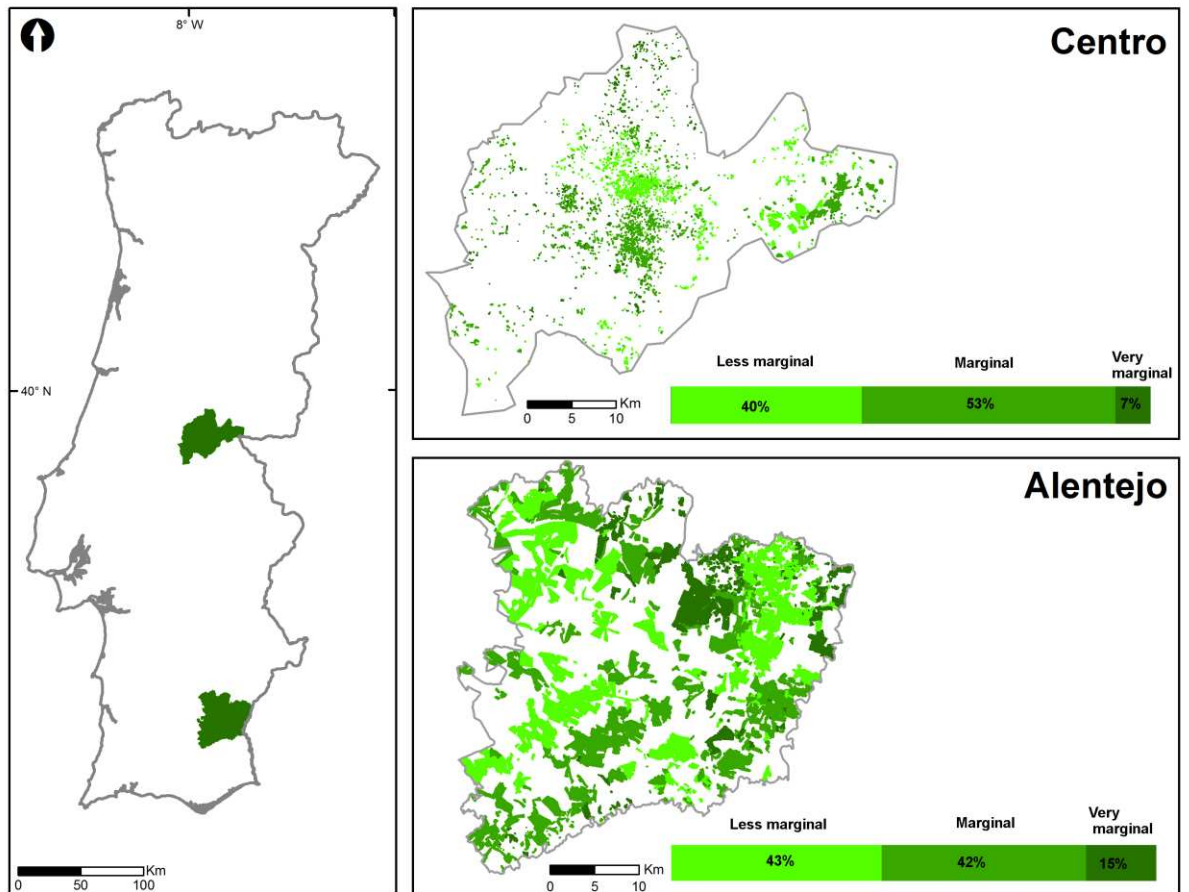 8° W
40° N
Km
0 50 100
Centro
Less marginal Marginal Very marginal
40% 53% 7%
Km
0 5 10
Alentejo
Less marginal Marginal Very marginal
43% 42% 15%
Km
0 5 10